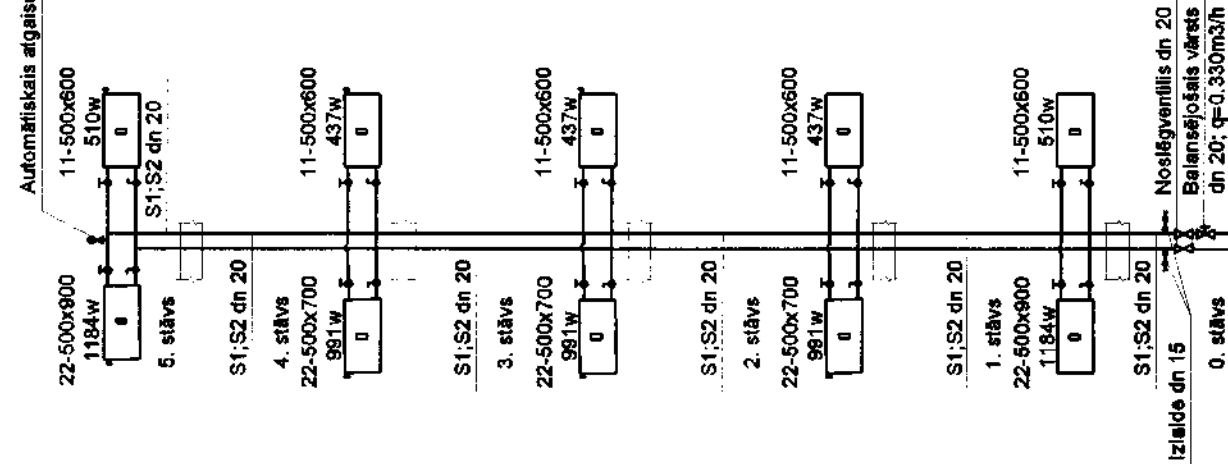 Automātiskais
22-500x900
1184w
11-500x600
510w
S1;S2 dn 20
5. stāvs
S1;S2 dn 20
4. stāvs
22-500x700
991w
11-500x600
437w
S1;S2 dn 20
3. stāvs
22-500x700
991w
11-500x600
437w
S1;S2 dn 20
2. stāvs
22-500x700
991w
11-500x600
437w
S1;S2 dn 20
1. stāvs
22-500x900
1184w
11-500x600
510w
S1;S2 dn 20
Noslēgventilis dn 20
Balansējošais vārsts
dn 20; q=0.330m3/h
Izlaide dn 15
0. stāvs